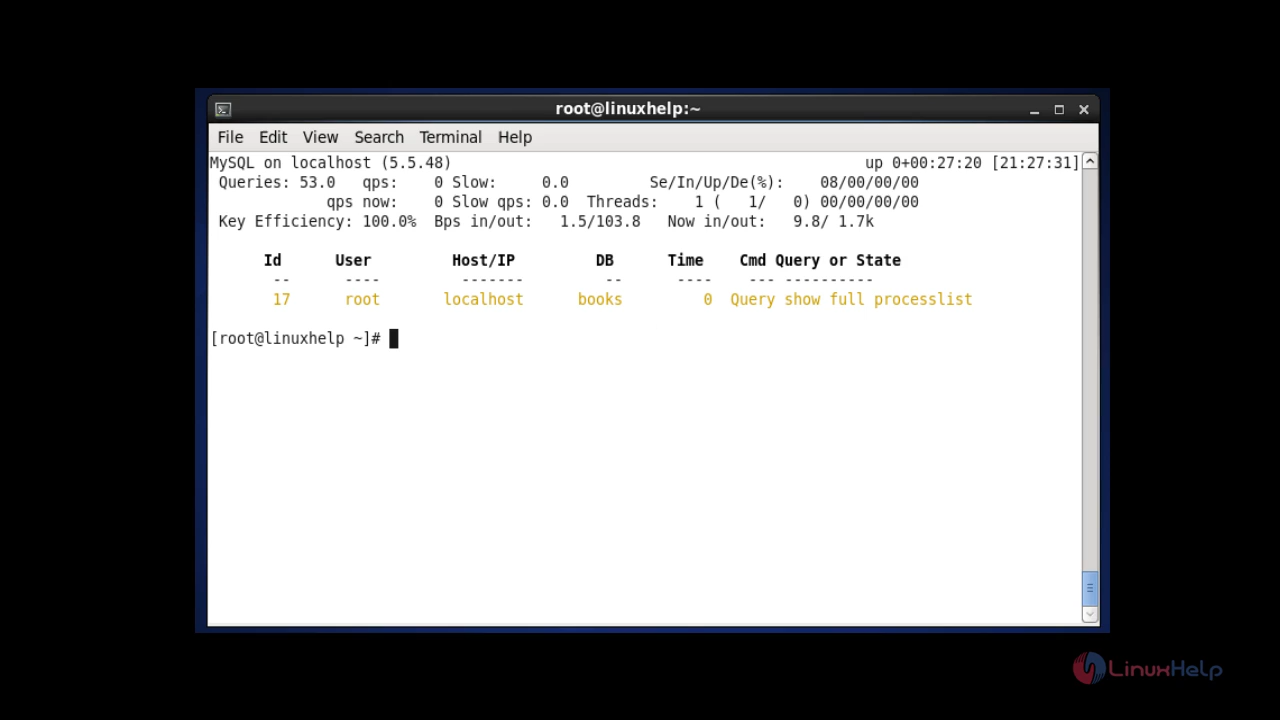 root@linuxhelp:~
File Edit View Search Terminal Help
MySQL on localhost (5.5.48) up 0+00:27:20 [21:27:31]
Queries: 53.0 qps: 0 Slow: 0.0 Se/In/Up/De(%): 08/00/00/00
qps now: 0 Slow qps: 0.0 Threads: 1 ( 1/ 0) 00/00/00/00
Key Efficiency: 100.0% Bps in/out: 1.5/103.8 Now in/out: 9.8/ 1.7k
Id User Host/IP DB Time Cmd Query or State
-- ---- ------- -- ---- --- ----------
17 root localhost books 0 Query show full processlist
[root@linuxhelp ~]#
LinuxHelp